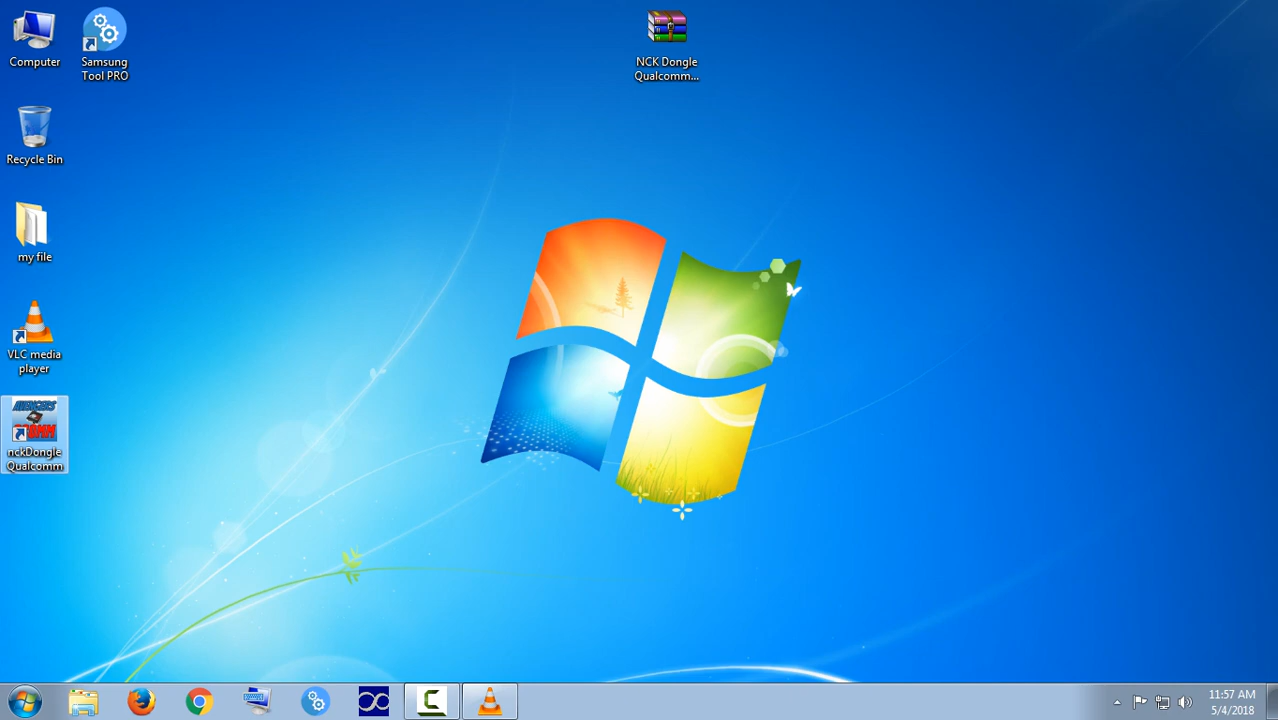 Computer
Samsung
Tool PRO
NCK Dongle
Qualcomm...
Recycle Bin
my file
VLC media
player
AVENGERS
nckDongle
Qualcomm
11:57 AM
5/4/2018